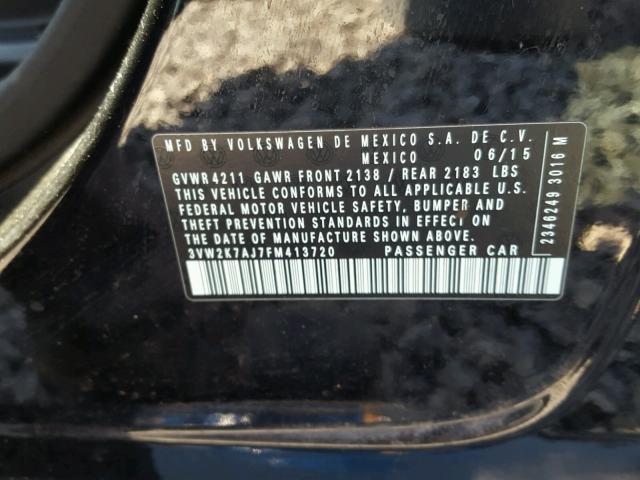 MFD BY VOLKSWAGEN DE MEXICO S.A. DE C.V.
MEXICO 06/15
GVWR 4211 GAWR FRONT 2138 / REAR 2183 LBS
THIS VEHICLE CONFORMS TO ALL APPLICABLE U.S.
FEDERAL MOTOR VEHICLE SAFETY, BUMPER AND
THEFT PREVENTION STANDARDS IN EFFECT ON
THE DATE OF MANUFACTURE SHOWN ABOVE.
3VW2K7AJ7FM413720 PASSENGER CAR
2346249 3016 M